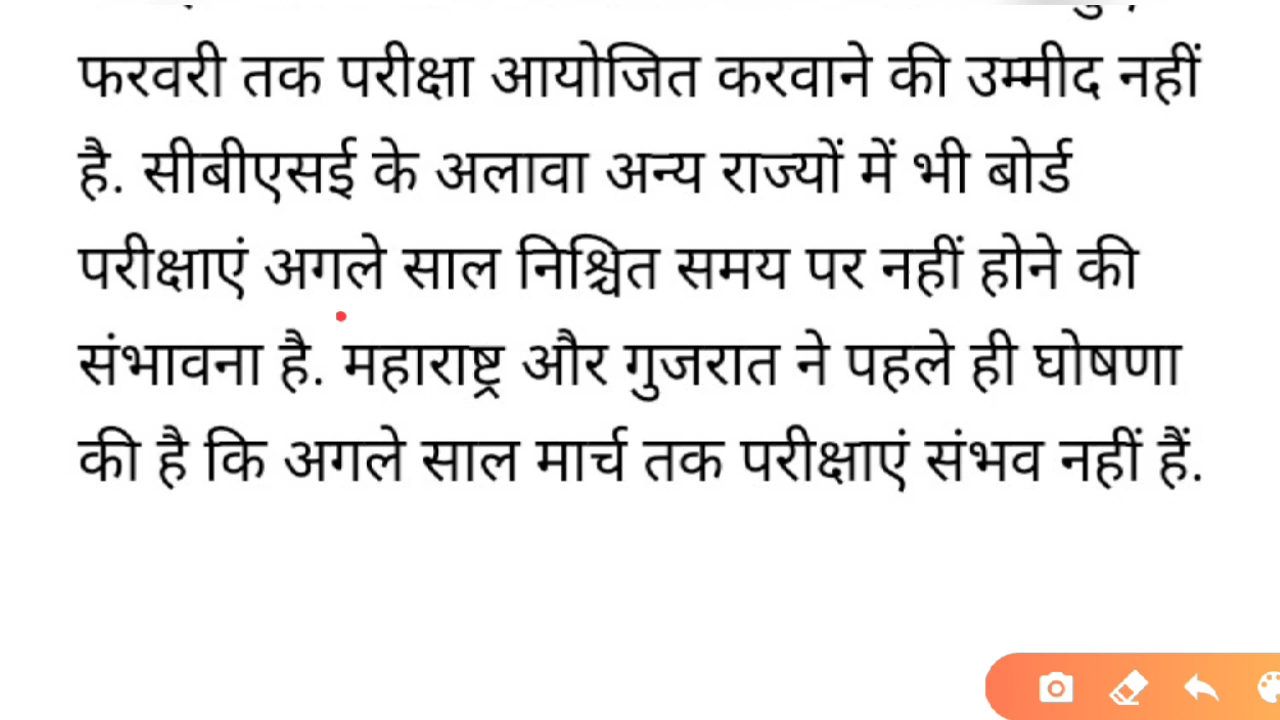 फरवरी तक परीक्षा आयोजित करवाने की उम्मीद नहीं
है. सीबीएसई के अलावा अन्य राज्यों में भी बोर्ड
परीक्षाएं अगले साल निश्चित समय पर नहीं होने की
संभावना है. महाराष्ट्र और गुजरात ने पहले ही घोषणा
की है कि अगले साल मार्च तक परीक्षाएं संभव नहीं हैं.